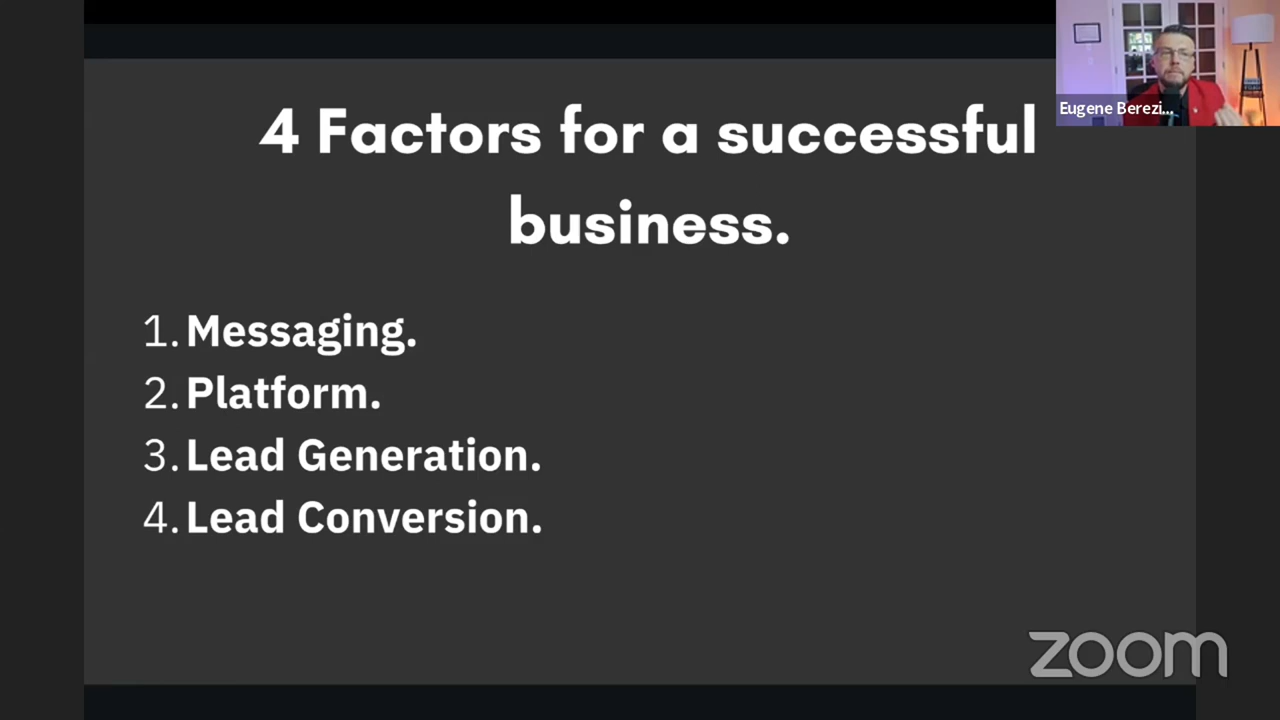 Eugene Berezi...
4 Factors for a successful
business.
1. Messaging.
2. Platform.
3. Lead Generation.
4. Lead Conversion.
zoom